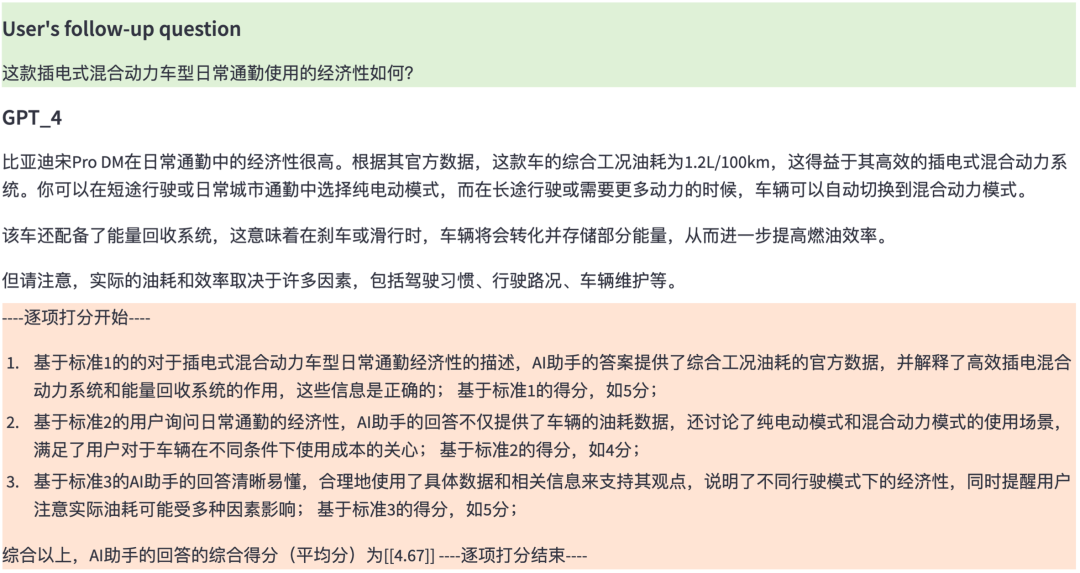 User's follow-up question
这款插电式混合动力车型日常通勤使用的经济性如何?
GPT_4
比亚迪宋Pro DM在日常通勤中的经济性很高。根据其官方数据，这款车的综合工况油耗为1.2L/100km，这得益于其高效的插电式混合动力系
统。你可以在短途行驶或日常城市通勤中选择纯电动模式，而在长途行驶或需要更多动力的时候，车辆可以自动切换到混合动力模式。
该车还配备了能量回收系统，这意味着在刹车或滑行时，车辆将会转化并存储部分能量，从而进一步提高燃油效率。
但请注意，实际的油耗和效率取决于许多因素，包括驾驶习惯、行驶路况、车辆维护等。
----逐项打分开始----
1. 基于标准1的的对于插电式混合动力车型日常通勤经济性的描述，AI助手的答案提供了综合工况油耗的官方数据，并解释了高效插电混合
动力系统和能量回收系统的作用，这些信息是正确的； 基于标准1的得分，如5分；
2. 基于标准2的用户询问日常通勤的经济性，AI助手的回答不仅提供了车辆的油耗数据，还讨论了纯电动模式和混合动力模式的使用场景，
满足了用户对于车辆在不同条件下使用成本的关心； 基于标准2的得分，如4分；
3. 基于标准3的AI助手的回答清晰易懂，合理地使用了具体数据和相关信息来支持其观点，说明了不同行驶模式下的经济性，同时提醒用户
注意实际油耗可能受多种因素影响； 基于标准3的得分，如5分；
综合以上，AI助手的回答的综合得分（平均分）为[[4.67]] ----逐项打分结束----